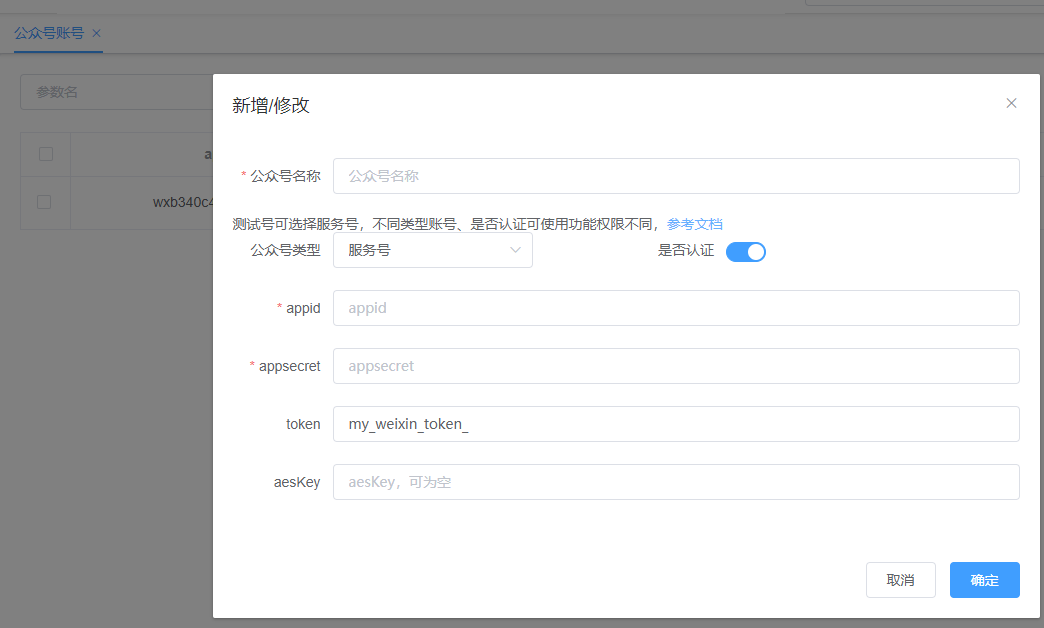 公众号账号
参数名
新增/修改
a
wxb340c4
* 公众号名称 公众号名称
测试号可选择服务号，不同类型账号、是否认证可使用功能权限不同，参考文档
公众号类型 服务号 是否认证
* appid appid
* appsecret appsecret
token my_weixin_token_
aesKey aesKey，可为空
取消 确定